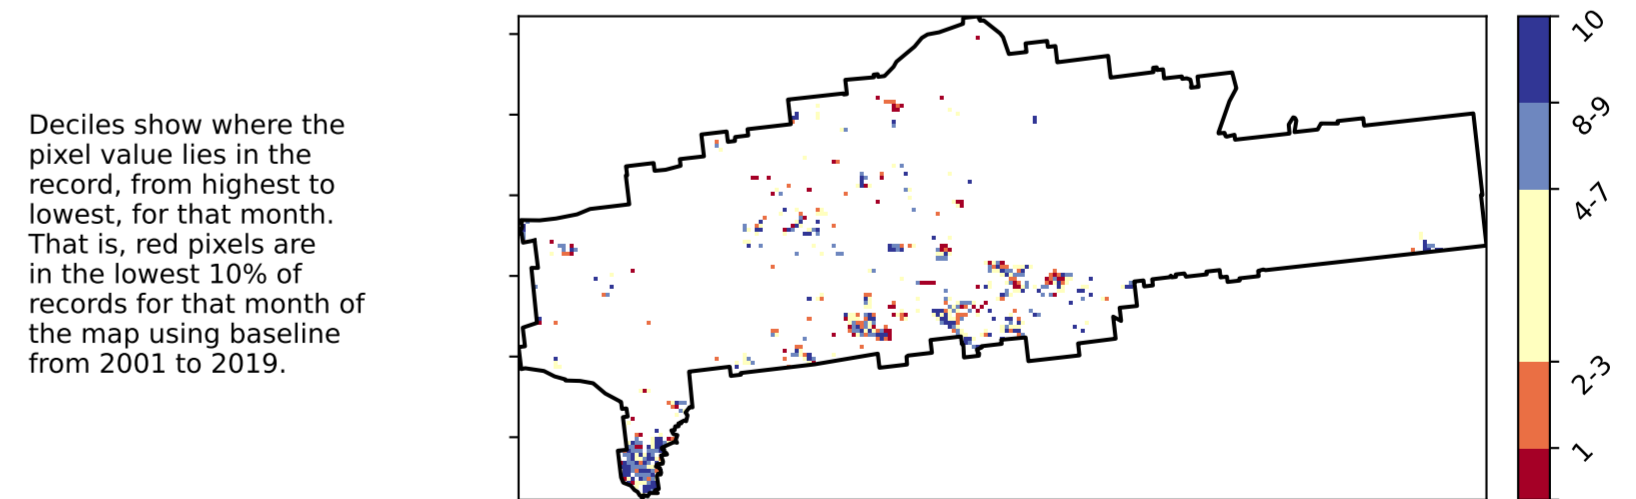 Deciles show where the
pixel value lies in the
record, from highest to
lowest, for that month.
That is, red pixels are
in the lowest 10% of
records for that month of
the map using baseline
from 2001 to 2019.
10
8-9
4-7
2-3
1